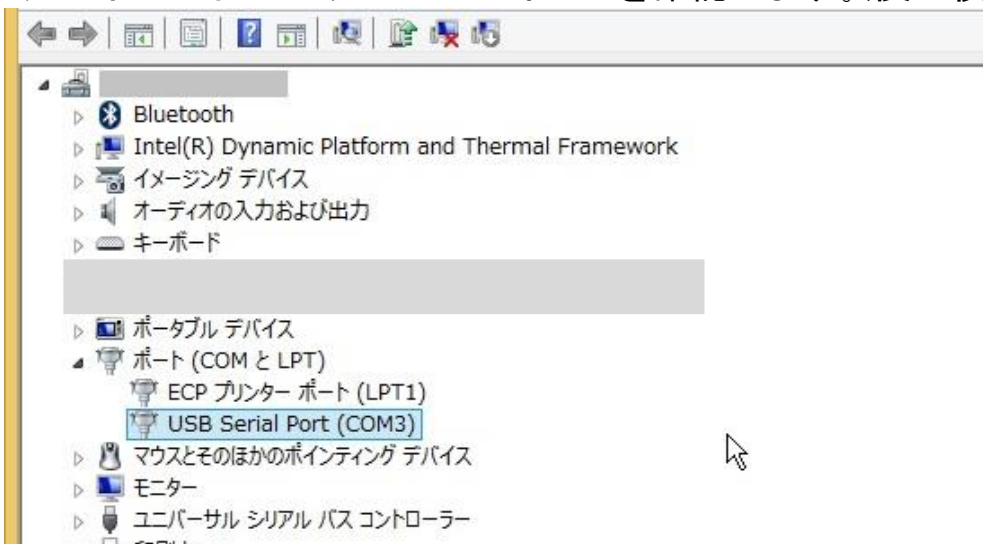 Bluetooth
Intel(R) Dynamic Platform and Thermal Framework
イメージング デバイス
オーディオの入力および出力
キーボード
ポータブル デバイス
ポート (COM と LPT)
ECP プリンター ポート (LPT1)
USB Serial Port (COM3)
マウスとそのほかのポインティング デバイス
モニター
ユニバーサル シリアル バス コントローラー